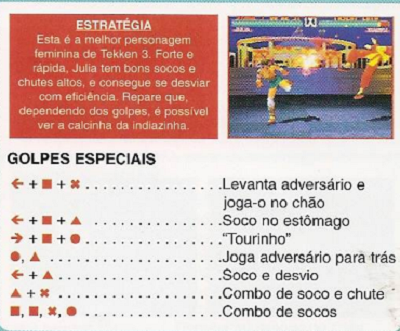 ESTRATÉGIA
Esta é a melhor personagem
feminina de Tekken 3. Forte e
rápida, Julia tem bons socos e
chutes altos, e consegue se desviar
com eficiência. Repare que,
dependendo dos golpes, é possível
ver a calcinha da indiazinha.
GOLPES ESPECIAIS
← + ■ + ✖ ..................Levanta adversário e
joga-o no chão
← + ■ + ▲ ..................Soco no estômago
→ + ■ + ● ..................“Tourinho”
●, ▲ ..................Joga adversário para trás
← + ▲ ..................Soco e desvio
▲ + ✖ ..................Combo de soco e chute
■, ■, ✖, ● ..................Combo de socos